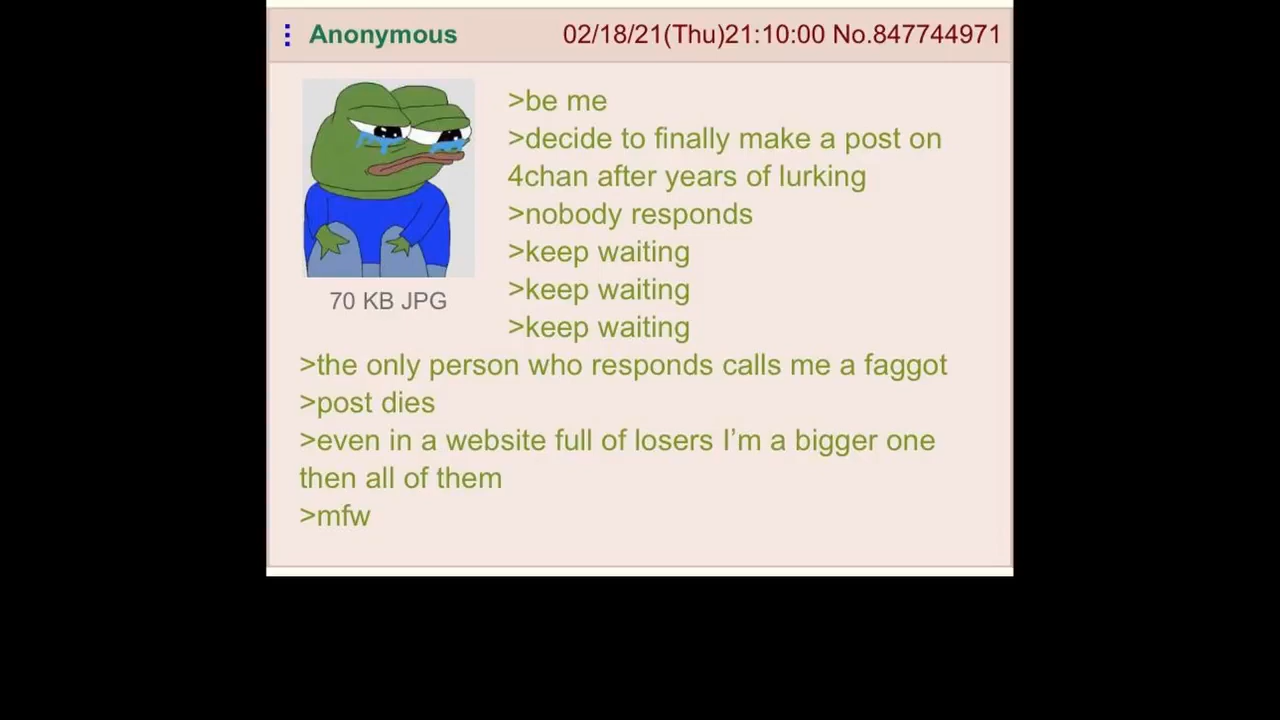 Anonymous 02/18/21(Thu)21:10:00 No.847744971
>be me
>decide to finally make a post on
4chan after years of lurking
>nobody responds
>keep waiting
>keep waiting
>keep waiting
70 KB JPG
>the only person who responds calls me a faggot
>post dies
>even in a website full of losers I’m a bigger one
then all of them
>mfw